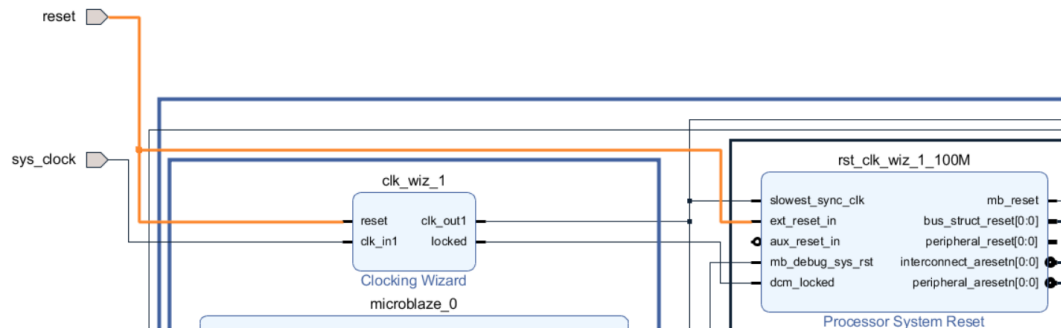 reset
sys_clock
clk_wiz_1
reset
clk_in1
clk_out1
locked
Clocking Wizard
microblaze_0
rst_clk_wiz_1_100M
slowest_sync_clk
ext_reset_in
aux_reset_in
mb_debug_sys_rst
dcm_locked
mb_reset
bus_struct_reset[0:0]
peripheral_reset[0:0]
interconnect_aresetn[0:0]
peripheral_aresetn[0:0]
Processor System Reset